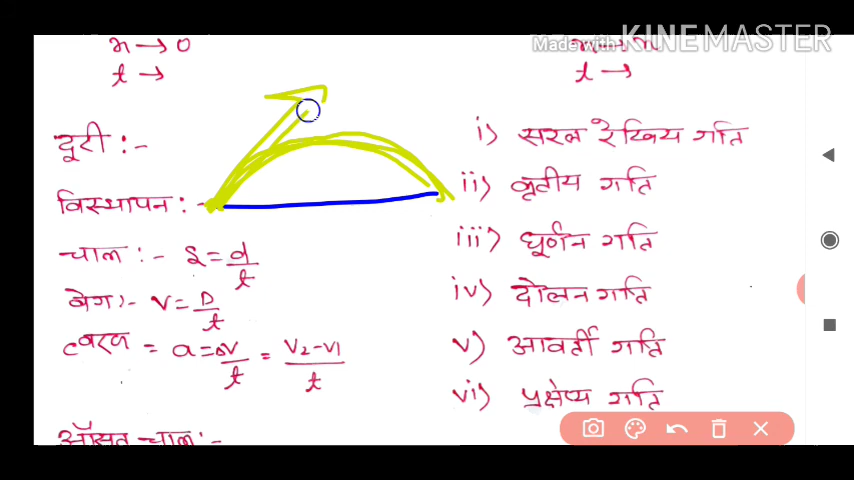 Made with KINEMASTER
x → 0
t →
t →
दूरी :-
विस्थापन :-
चाल :- S = d/t
बेग :- V = D/t
त्वरण = a = ΔV/t = V2-V1/t
औसत चाल :-
i) सरल रेखिय गति
ii) वृतीय गति
iii) घूर्णन गति
iv) दोलन गति
v) आवर्ती गति
vi) प्रक्षेप्य गति